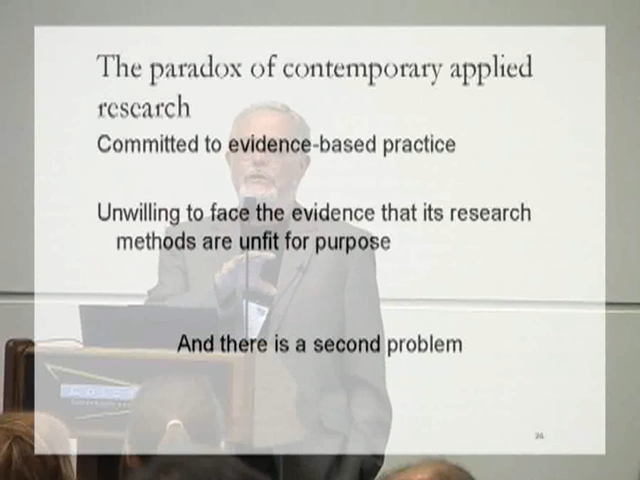 The paradox of contemporary applied
research
Committed to evidence-based practice
Unwilling to face the evidence that its research
methods are unfit for purpose
And there is a second problem
26